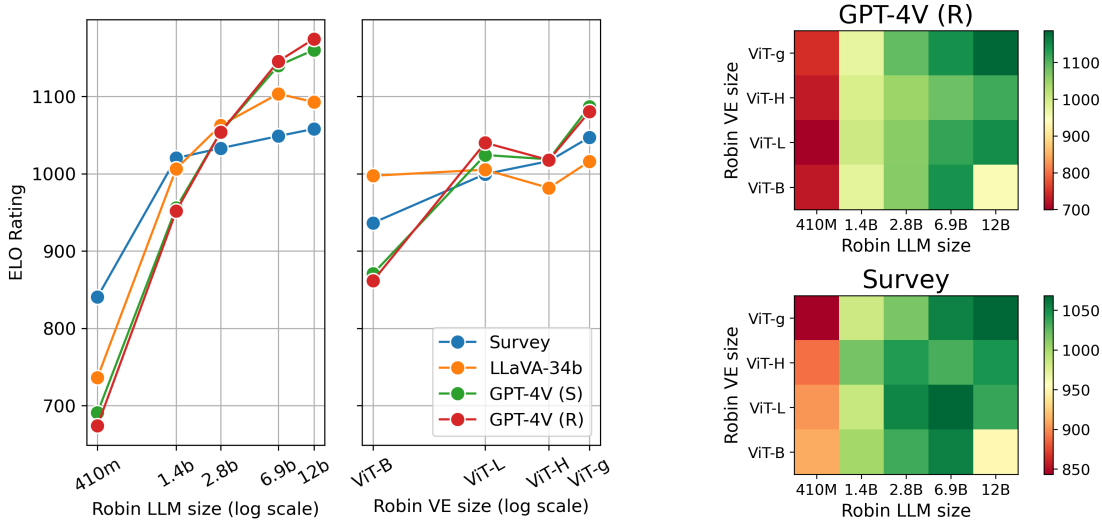 ELO Rating
1100
1000
900
800
700
410m 1.4b 2.8b 6.9b 12b
Robin LLM size (log scale)
ViT-B ViT-L ViT-H ViT-g
Robin VE size (log scale)
Survey
LLaVA-34b
GPT-4V (S)
GPT-4V (R)
GPT-4V (R)
Robin VE size
ViT-g
ViT-H
ViT-L
ViT-B
410M 1.4B 2.8B 6.9B 12B
Robin LLM size
1100
1000
900
800
700
Survey
Robin VE size
ViT-g
ViT-H
ViT-L
ViT-B
410M 1.4B 2.8B 6.9B 12B
Robin LLM size
1050
1000
950
900
850